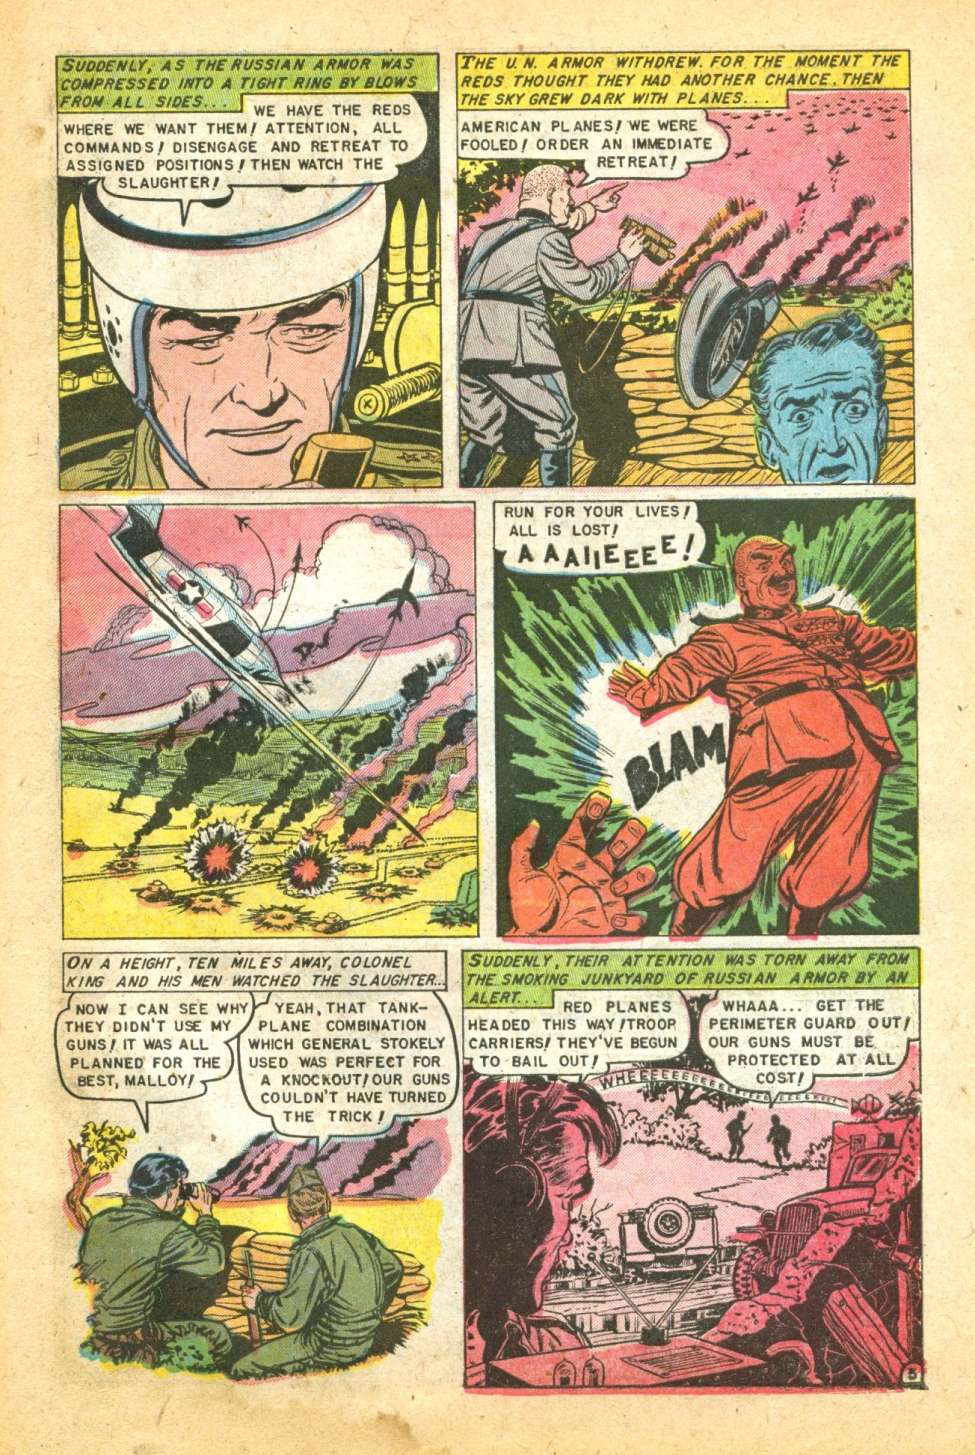 SUDDENLY, AS THE RUSSIAN ARMOR WAS
COMPRESSED INTO A TIGHT RING BY BLOWS
FROM ALL SIDES...
WE HAVE THE REDS
WHERE WE WANT THEM! ATTENTION, ALL
COMMANDS! DISENGAGE AND RETREAT TO
ASSIGNED POSITIONS! THEN WATCH THE
SLAUGHTER!
THE U.N. ARMOR WITHDREW. FOR THE MOMENT THE
REDS THOUGHT THEY HAD ANOTHER CHANCE. THEN
THE SKY GREW DARK WITH PLANES...
AMERICAN PLANES! WE WERE
FOOLED! ORDER AN IMMEDIATE
RETREAT!
RUN FOR YOUR LIVES!
ALL IS LOST!
AAAIIEEEE!
BLAM
ON A HEIGHT, TEN MILES AWAY, COLONEL
KING AND HIS MEN WATCHED THE SLAUGHTER...
NOW I CAN SEE WHY
THEY DIDN'T USE MY
GUNS! IT WAS ALL
PLANNED FOR THE
BEST, MALLOY!
YEAH, THAT TANK-
PLANE COMBINATION
WHICH GENERAL STOKELY
USED WAS PERFECT FOR
A KNOCKOUT! OUR GUNS
COULDN'T HAVE TURNED
THE TRICK!
SUDDENLY, THEIR ATTENTION WAS TORN AWAY FROM
THE SMOKING JUNKYARD OF RUSSIAN ARMOR BY AN
ALERT...
RED PLANES
HEADED THIS WAY! TROOP
CARRIERS! THEY'VE BEGUN
TO BAIL OUT!
WHAAA... GET THE
PERIMETER GUARD OUT!
OUR GUNS MUST BE
PROTECTED AT ALL
COST!
5